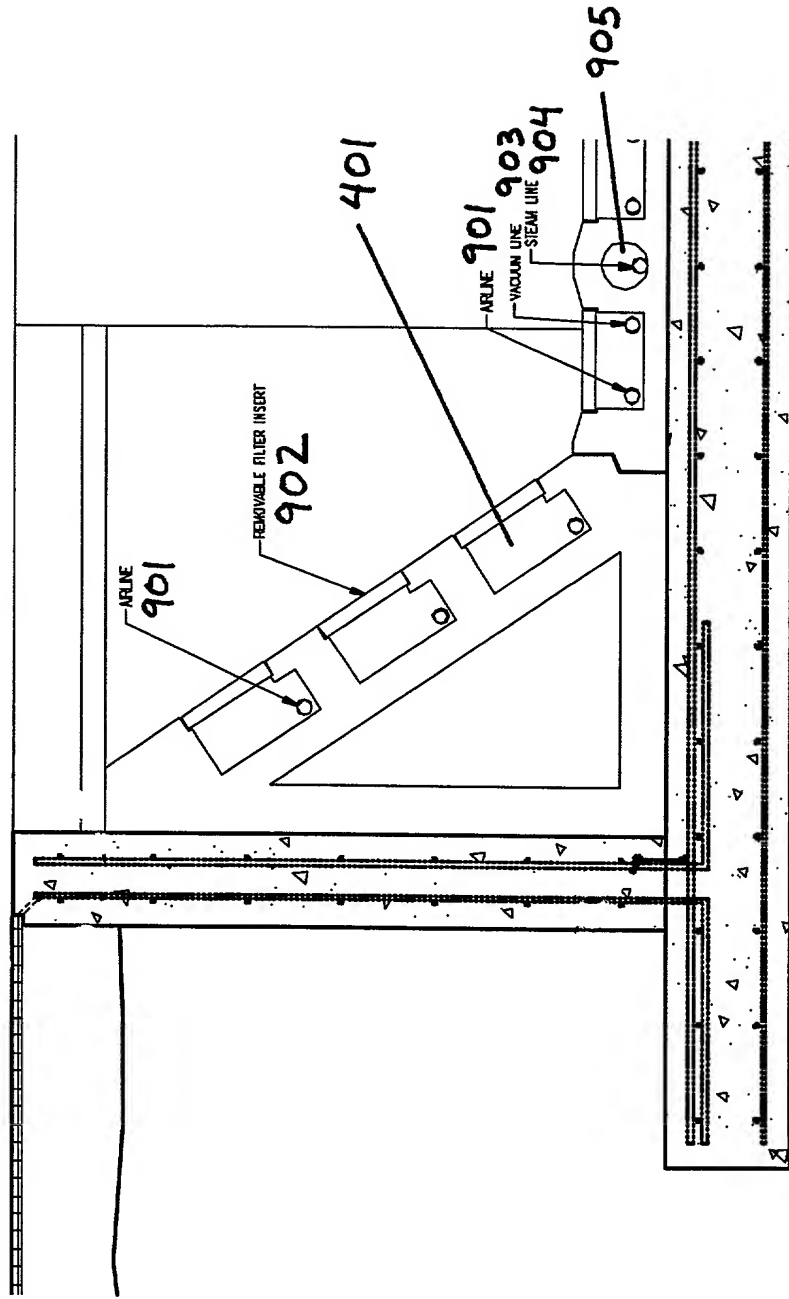 AIRLINE
901
REMOVABLE FILTER INSERT
902
401
AIRLINE
901
VACUUM LINE
903
STEAM LINE
904
905